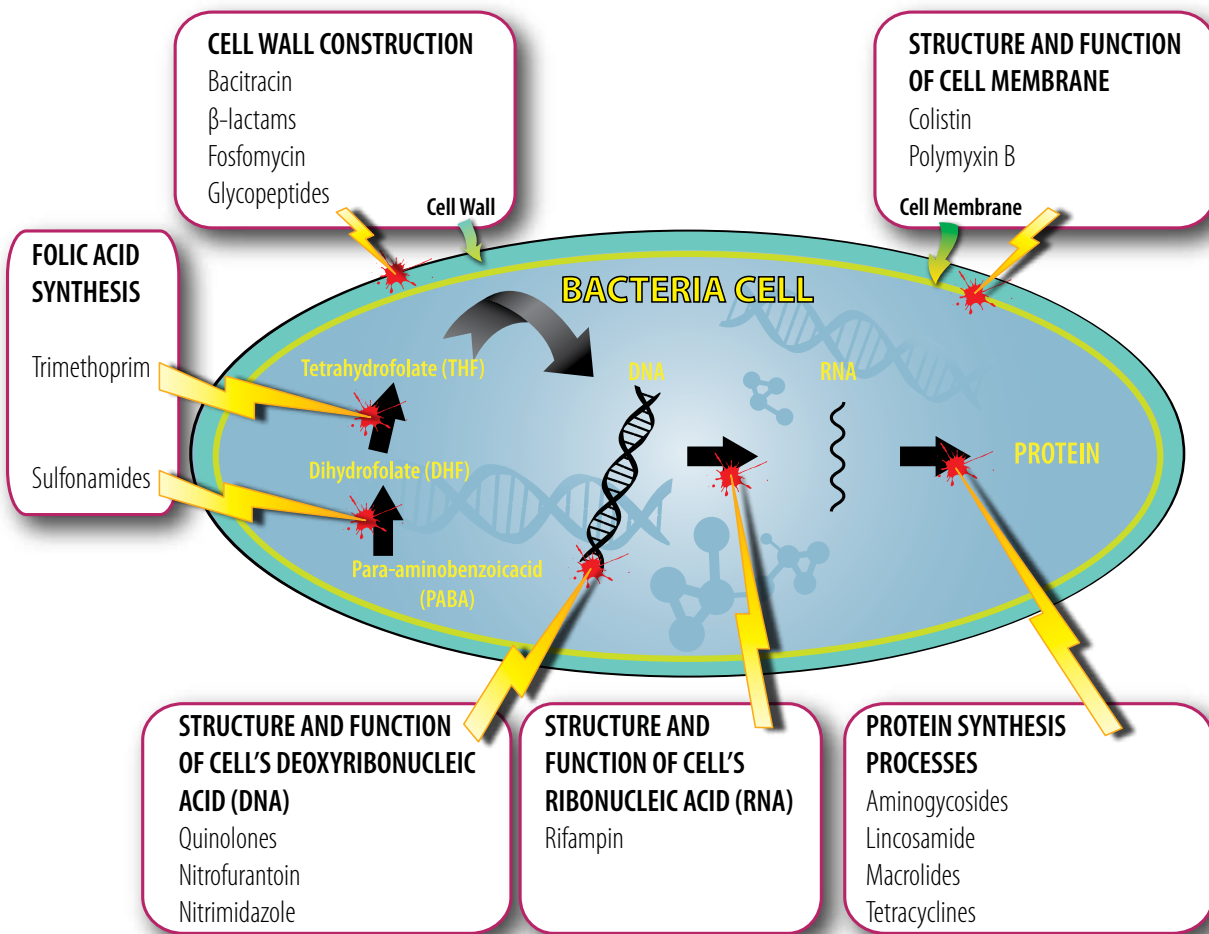 CELL WALL CONSTRUCTION
Bacitracin
β-lactams
Fosfomycin
Glycopeptides
Cell Wall
STRUCTURE AND FUNCTION
OF CELL MEMBRANE
Colistin
Polymyxin B
Cell Membrane
FOLIC ACID
SYNTHESIS
Trimethoprim
Sulfonamides
BACTERIA CELL
Tetrahydrofolate (THF)
Dihydrofolate (DHF)
Para-aminobenzoicacid
(PABA)
DNA
RNA
PROTEIN
STRUCTURE AND FUNCTION
OF CELL'S DEOXYRIBONUCLEIC
ACID (DNA)
Quinolones
Nitrofurantoin
Nitrimidazole
STRUCTURE AND
FUNCTION OF CELL'S
RIBONUCLEIC ACID (RNA)
Rifampin
PROTEIN SYNTHESIS
PROCESSES
Aminogycosides
Lincosamide
Macrolides
Tetracyclines